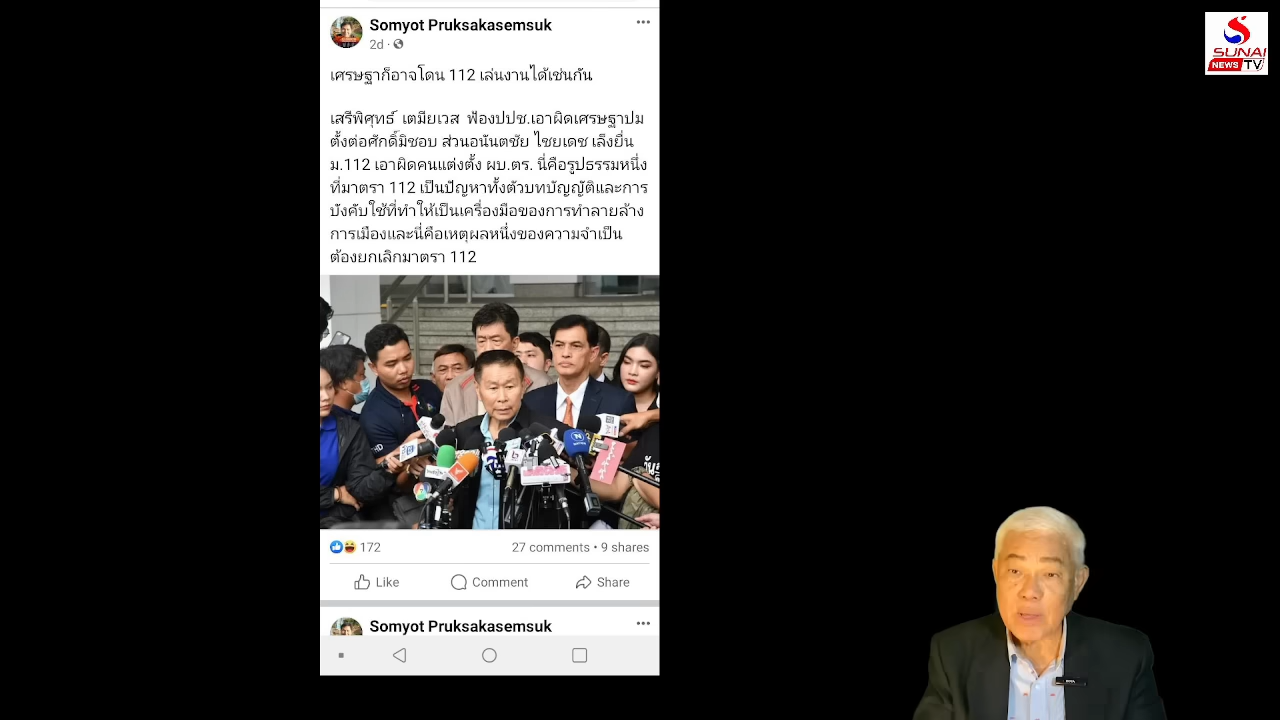 Somyot Pruksakasemsuk
2d
เศรษฐาก็อาจโดน 112 เล่นงานได้เช่นกัน
เสรีพิศุทธ์ เตมียเวส ฟ้องปปช.เอาผิดเศรษฐาปม
ตั้งต่อศักดิ์มิชอบ ส่วนอนันตชัย ไชยเดช เล็งยื่น
ม.112 เอาผิดคนแต่งตั้ง ผบ.ตร. นี่คือรูปธรรมหนึ่ง
ที่มาตรา 112 เป็นปัญหาทั้งตัวบทบัญญัติและการ
บังคับใช้ที่ทำให้เป็นเครื่องมือของการทำลายล้าง
การเมืองและนี่คือเหตุผลหนึ่งของความจำเป็น
ต้องยกเลิกมาตรา 112
172
27 comments • 9 shares
Like Comment Share
Somyot Pruksakasemsuk
SUNAI
NEWS TV